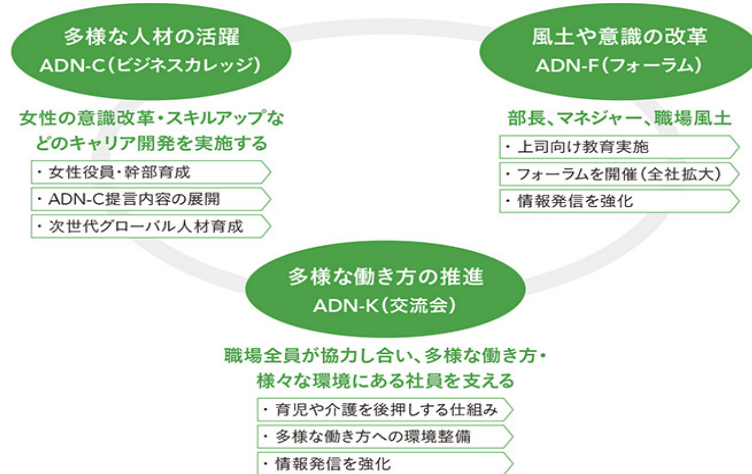 多様な人材の活躍
ADN-C(ビジネスカレッジ)
女性の意識改革・スキルアップな
どのキャリア開発を実施する
・女性役員・幹部育成
・ADN-C提言内容の展開
・次世代グローバル人材育成
風土や意識の改革
ADN-F(フォーラム)
部長、マネジャー、職場風土
・上司向け教育実施
・フォーラムを開催(全社拡大)
・情報発信を強化
多様な働き方の推進
ADN-K(交流会)
職場全員が協力し合い、多様な働き方・
様々な環境にある社員を支える
・育児や介護を後押しする仕組み
・多様な働き方への環境整備
・情報発信を強化